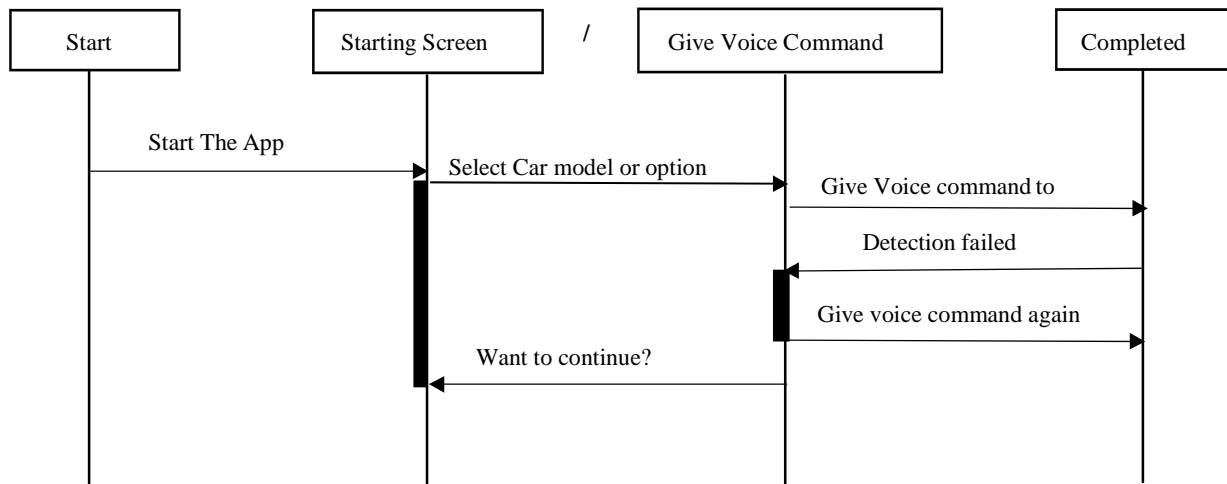 Start
Starting Screen
/
Give Voice Command
Completed
Start The App
Select Car model or option
Give Voice command to
Detection failed
Give voice command again
Want to continue?